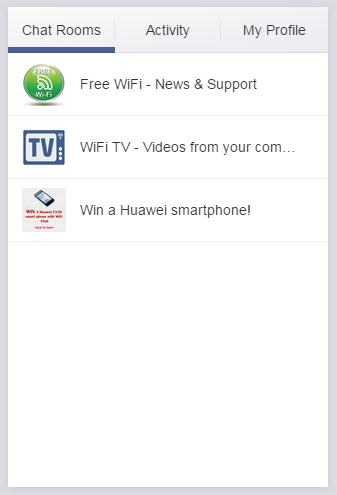 Chat Rooms
Activity
My Profile
FREE
Wi-Fi
Free WiFi - News & Support
TV
WiFi TV - Videos from your com…
WIN A Huawei Y330
smart phone with WiFi
Chat
Click To Enter
Win a Huawei smartphone!